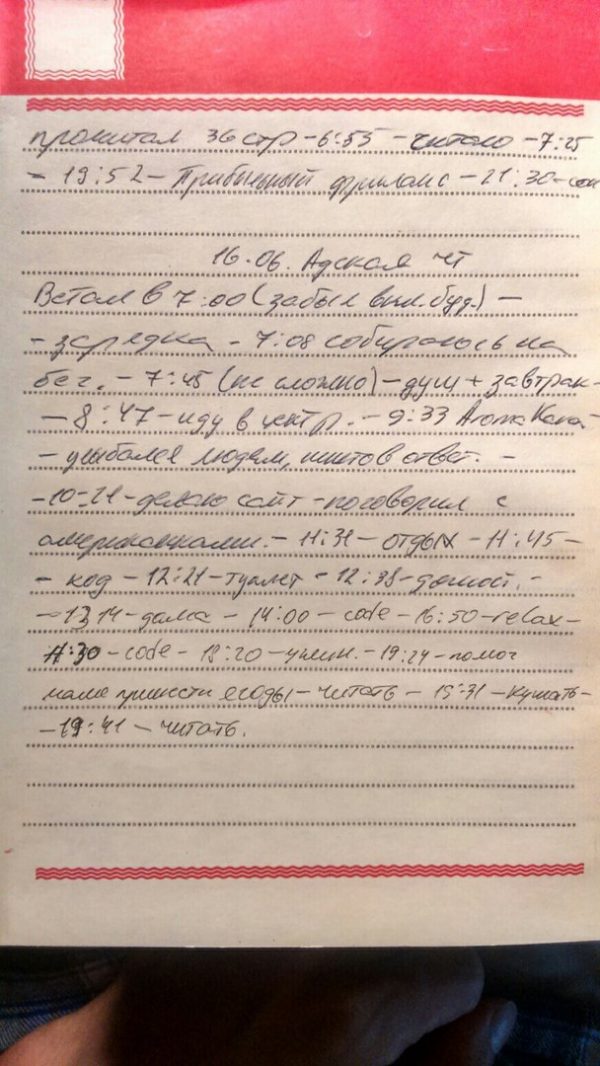 прочитал 36 стр - 6:55 - читаю - 7:25
- 19:52 - Прибыльный фриланс - 21:30 - сон
16.06. Адская чт
Встал в 7:00 (забыл вкл. буд.) -
- зарядка - 7:08 собираюсь на
бег. - 7:45 (не сложно) - душ + завтрак -
- 8:47 - иду в центр. - 9:33 Aroma Kava -
- улыбался людям, никто в ответ. -
- 10:21 - делаю сайт - поговорил с
американками. - 11:31 - отдых - 11:45 -
- код - 12:21 - туалет - 12:38 - домой. -
- 13:14 - дома - 14:00 - code - 16:50 - relax -
17:30 - code - 18:20 - ужин. - 19:24 - помог
маме принести ягоды - читать - 19:31 - кушать -
- 19:41 - читать.